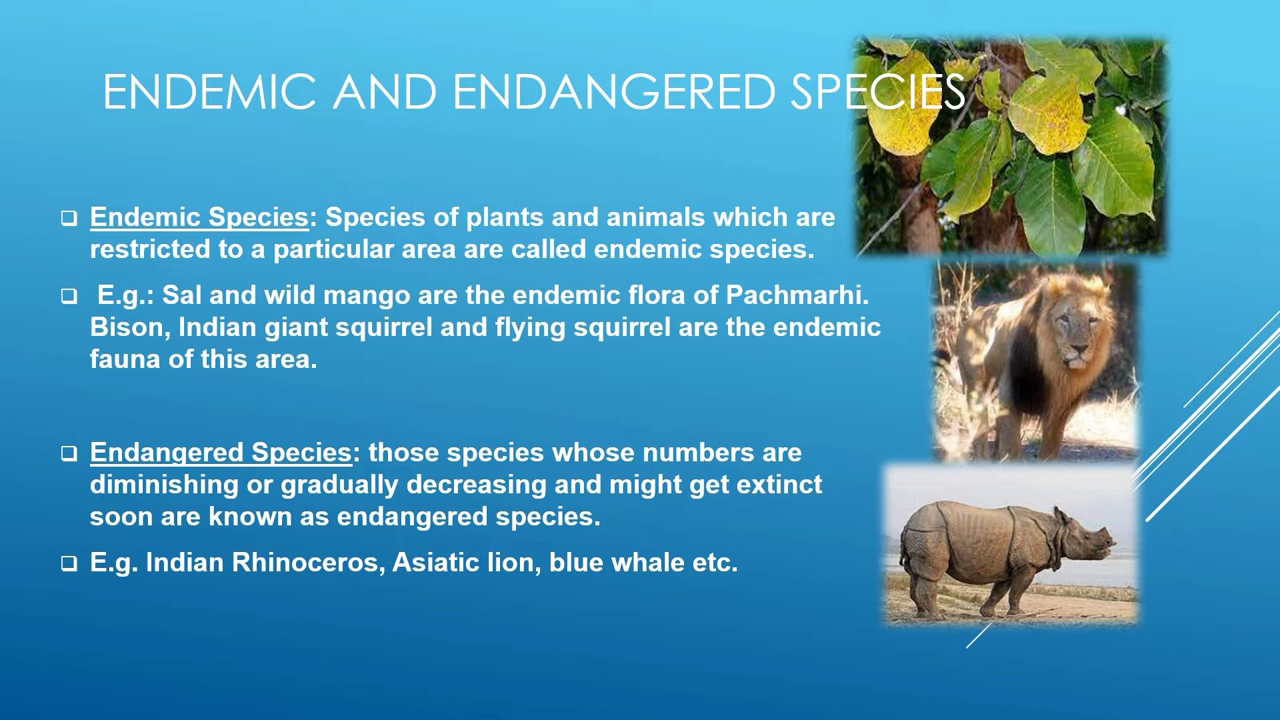 ENDEMIC AND ENDANGERED SPECIES
Endemic Species: Species of plants and animals which are
restricted to a particular area are called endemic species.
E.g.: Sal and wild mango are the endemic flora of Pachmarhi.
Bison, Indian giant squirrel and flying squirrel are the endemic
fauna of this area.
Endangered Species: those species whose numbers are
diminishing or gradually decreasing and might get extinct
soon are known as endangered species.
E.g. Indian Rhinoceros, Asiatic lion, blue whale etc.